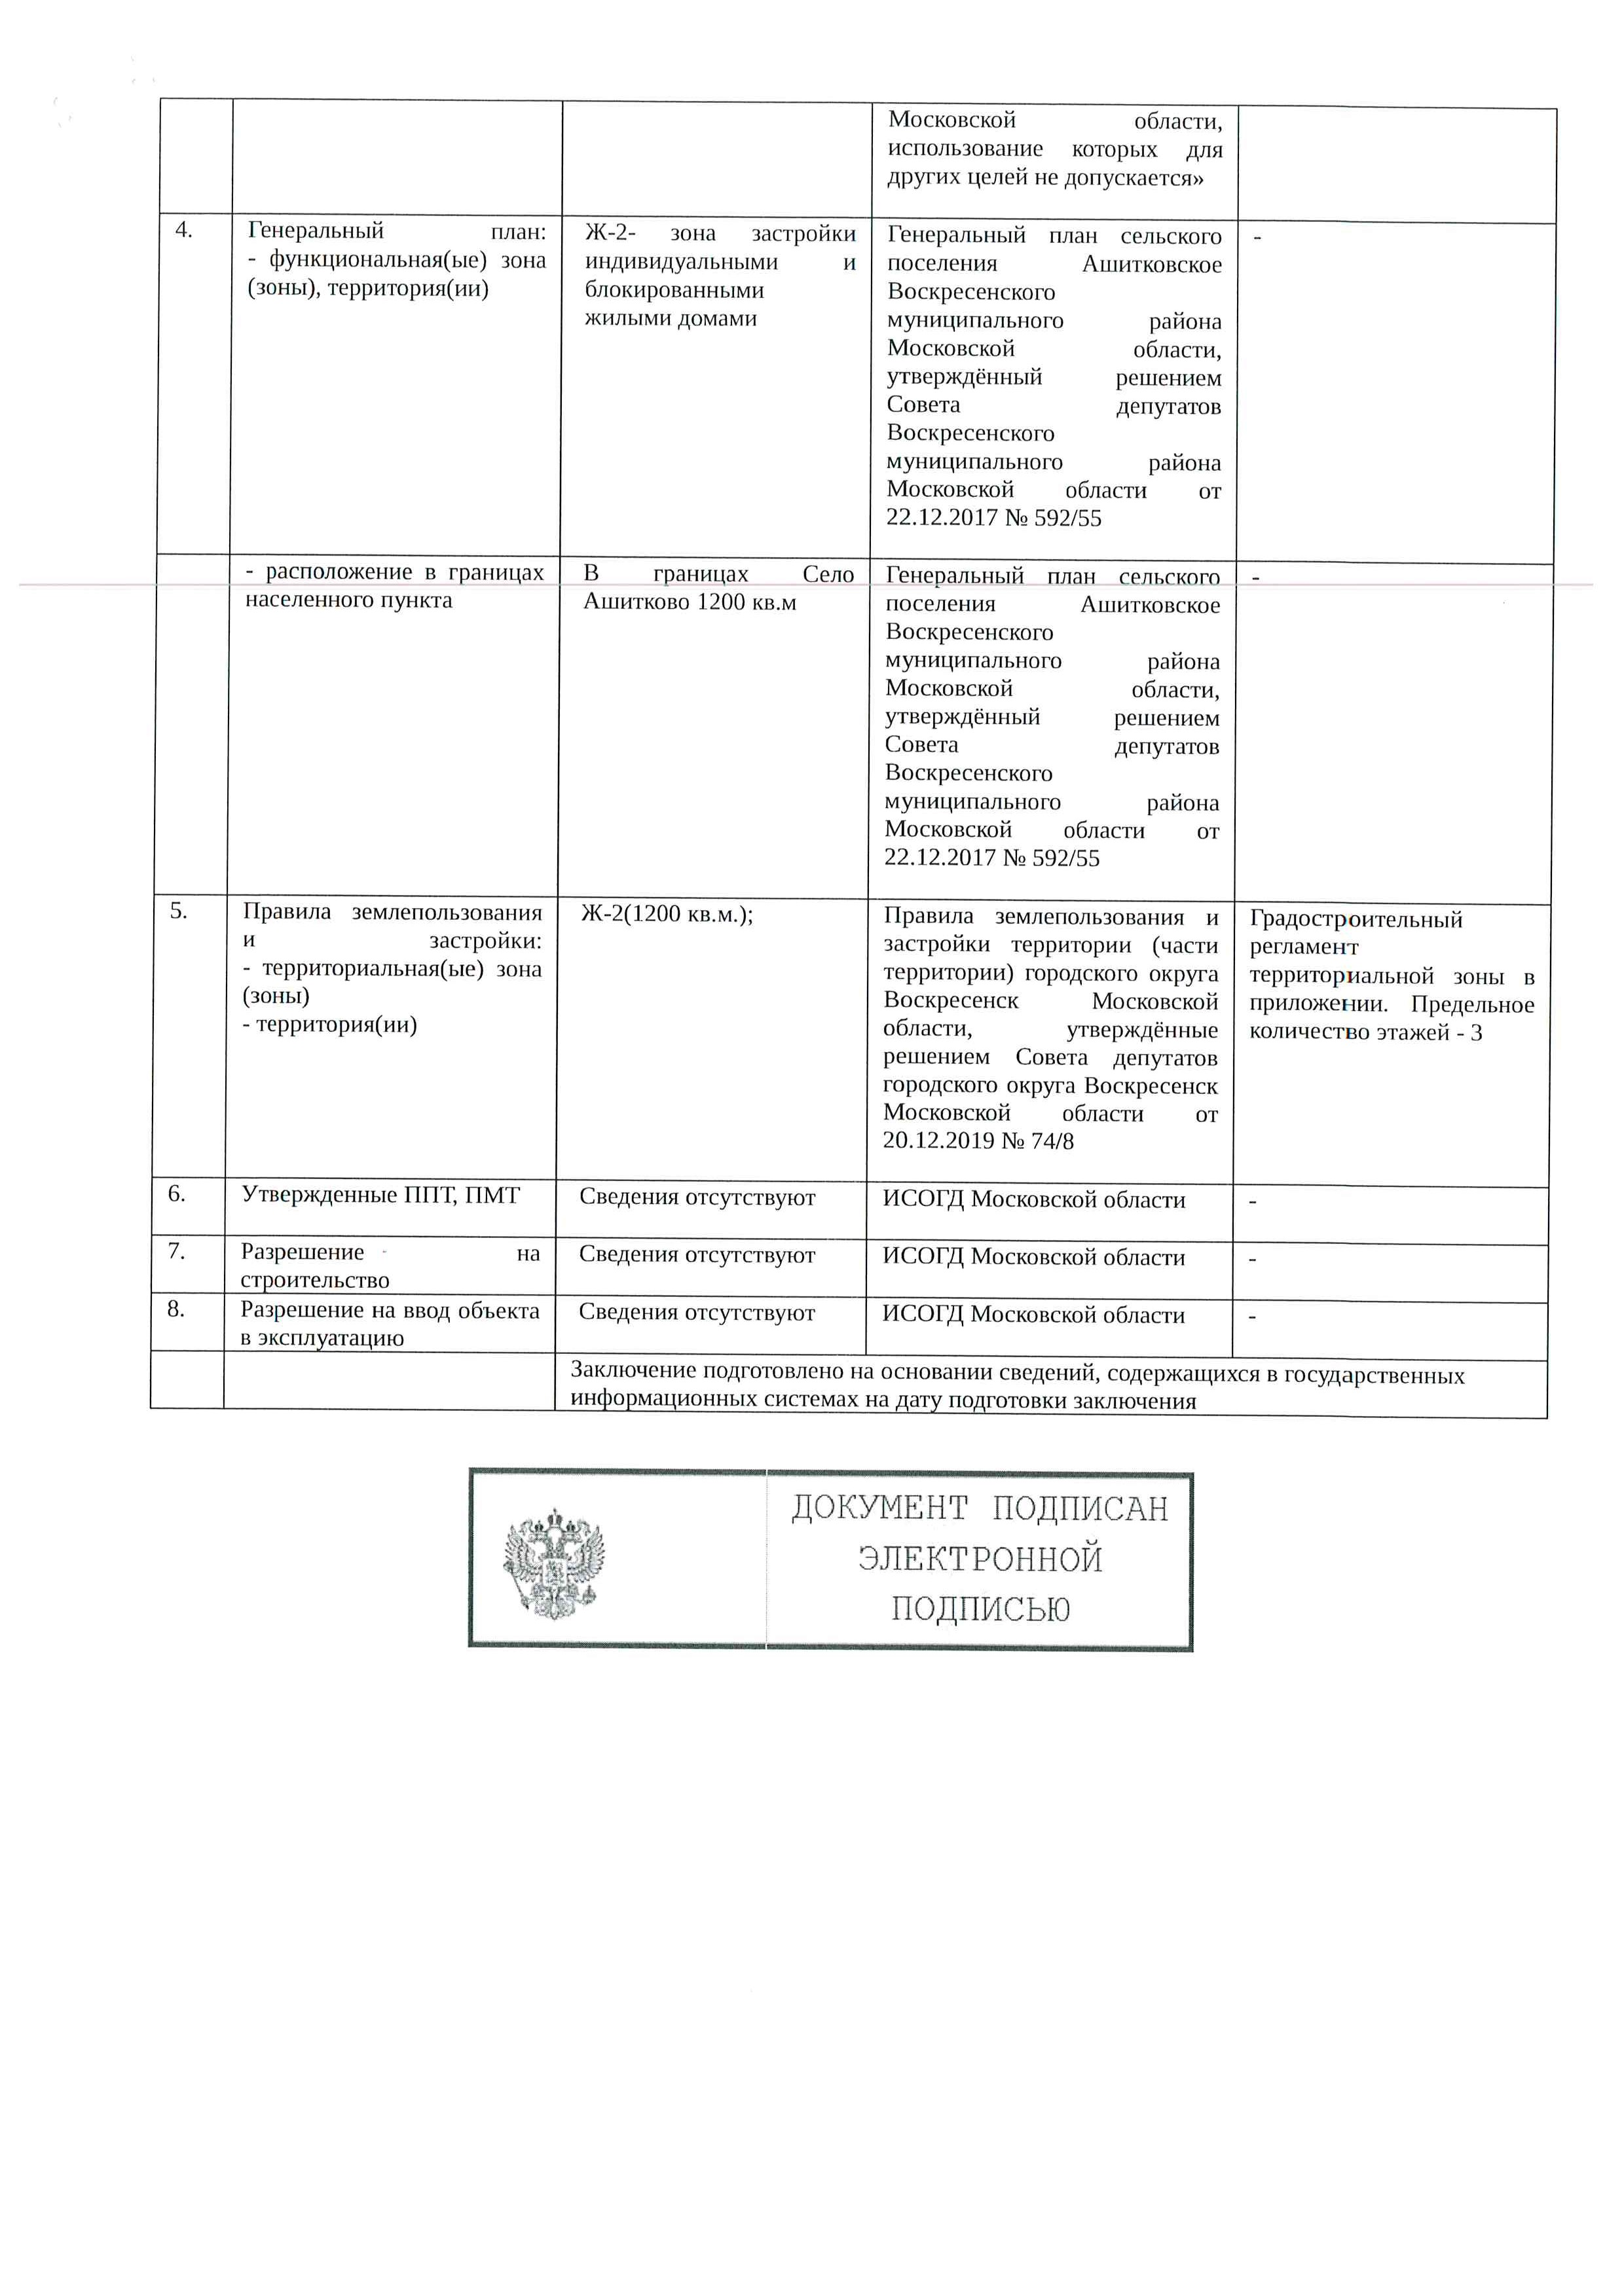 Московской области,
использование которых для
других целей не допускается»
4.
Генеральный план:
- функциональная(ые) зона
(зоны), территория(ии)
Ж-2- зона застройки
индивидуальными и
блокированными
жилыми домами
Генеральный план сельского
поселения Ашитковское
Воскресенского
муниципального района
Московской области,
утверждённый решением
Совета депутатов
Воскресенского
муниципального района
Московской области от
22.12.2017 № 592/55
-
- расположение в границах
населенного пункта
В границах Село
Ашитково 1200 кв.м
Генеральный план сельского
поселения Ашитковское
Воскресенского
муниципального района
Московской области,
утверждённый решением
Совета депутатов
Воскресенского
муниципального района
Московской области от
22.12.2017 № 592/55
-
5.
Правила землепользования
и застройки:
- территориальная(ые) зона
(зоны)
- территория(ии)
Ж-2(1200 кв.м.);
Правила землепользования и
застройки территории (части
территории) городского округа
Воскресенск Московской
области, утверждённые
решением Совета депутатов
городского округа Воскресенск
Московской области от
20.12.2019 № 74/8
Градостроительный
регламент
территориальной зоны в
приложении. Предельное
количество этажей - 3
6.
Утвержденные ППТ, ПМТ
Сведения отсутствуют
ИСОГД Московской области
-
7.
Разрешение на
строительство
Сведения отсутствуют
ИСОГД Московской области
-
8.
Разрешение на ввод объекта
в эксплуатацию
Сведения отсутствуют
ИСОГД Московской области
-
Заключение подготовлено на основании сведений, содержащихся в государственных
информационных системах на дату подготовки заключения
ДОКУМЕНТ ПОДПИСАН
ЭЛЕКТРОННОЙ
ПОДПИСЬЮ